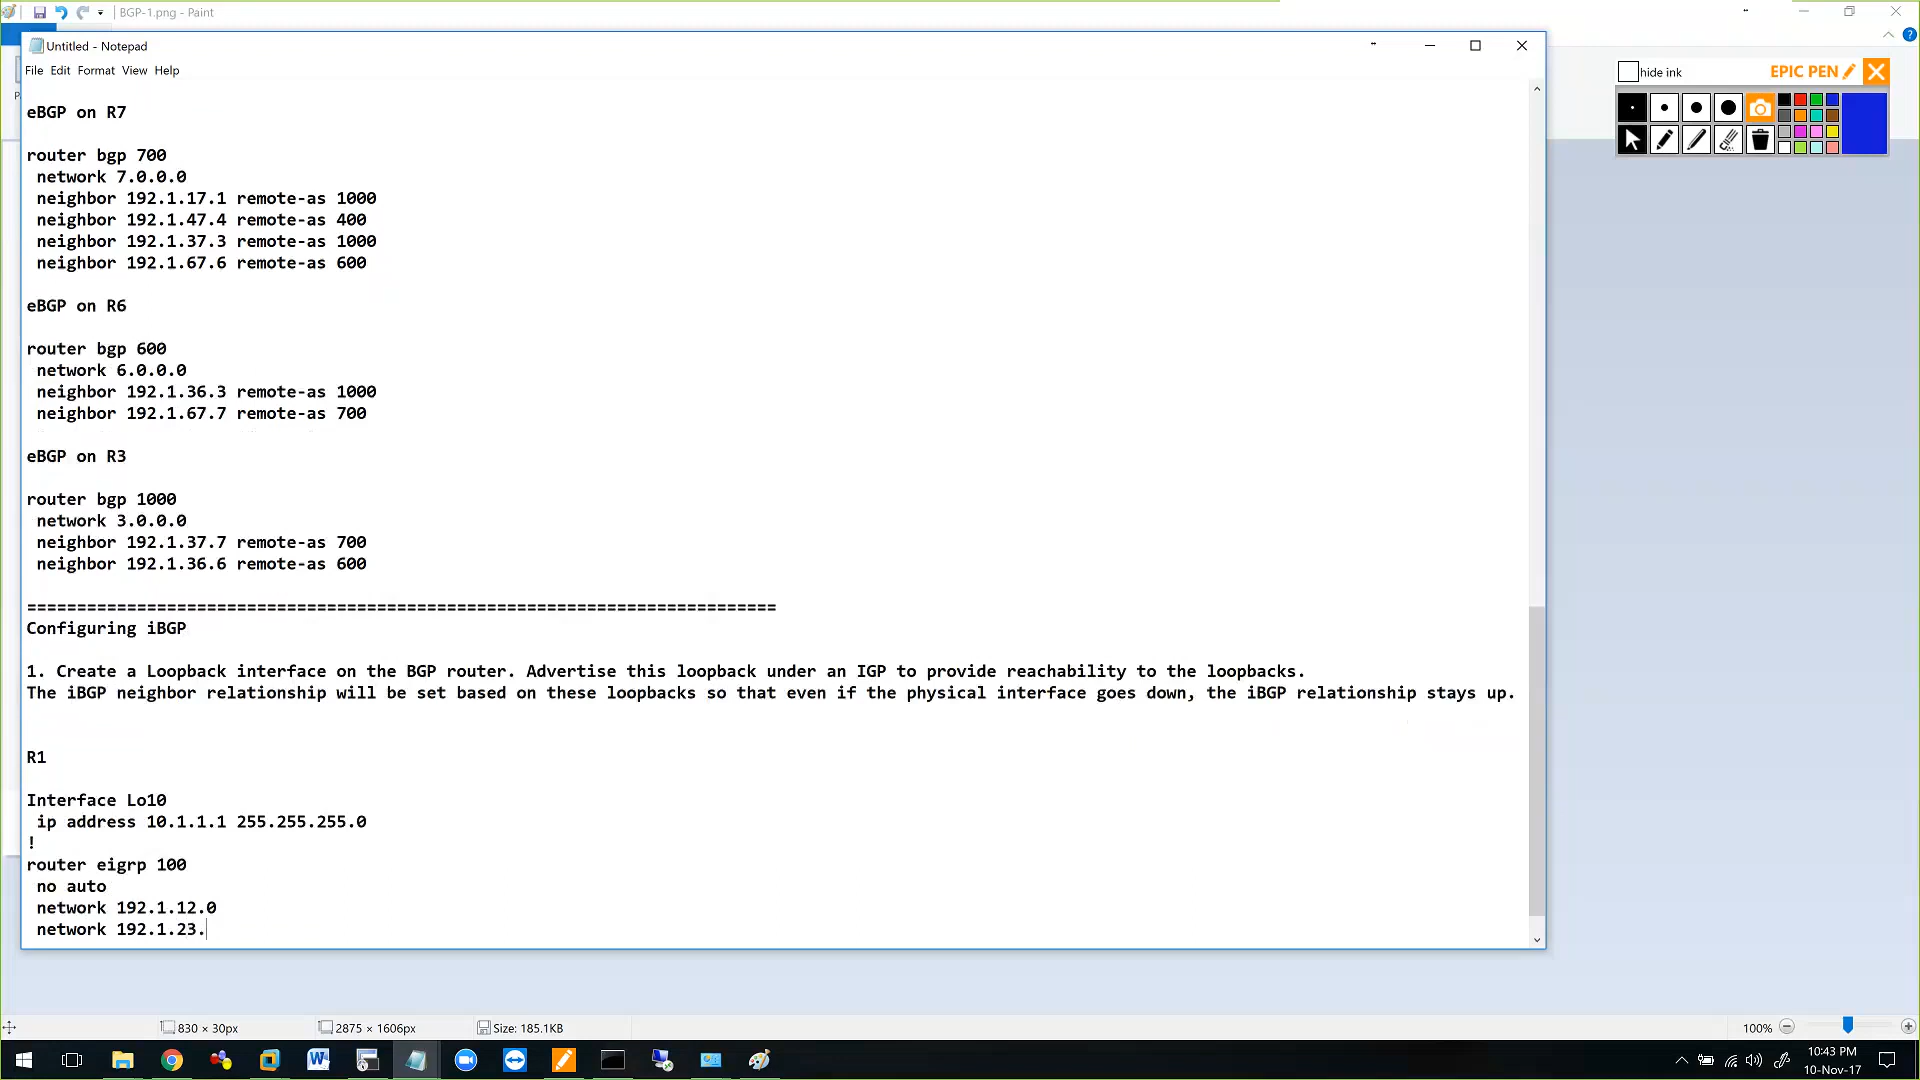 BGP-1.png - Paint
Untitled - Notepad
File Edit Format View Help
hide ink
EPIC PEN
eBGP on R7
router bgp 700
network 7.0.0.0
neighbor 192.1.17.1 remote-as 1000
neighbor 192.1.47.4 remote-as 400
neighbor 192.1.37.3 remote-as 1000
neighbor 192.1.67.6 remote-as 600
eBGP on R6
router bgp 600
network 6.0.0.0
neighbor 192.1.36.3 remote-as 1000
neighbor 192.1.67.7 remote-as 700
eBGP on R3
router bgp 1000
network 3.0.0.0
neighbor 192.1.37.7 remote-as 700
neighbor 192.1.36.6 remote-as 600
===========================================================================
Configuring iBGP
1. Create a Loopback interface on the BGP router. Advertise this loopback under an IGP to provide reachability to the loopbacks.
The iBGP neighbor relationship will be set based on these loopbacks so that even if the physical interface goes down, the iBGP relationship stays up.
R1
Interface Lo10
ip address 10.1.1.1 255.255.255.0
!
router eigrp 100
no auto
network 192.1.12.0
network 192.1.23.
830 × 30px
2875 × 1606px
Size: 185.1KB
100%
10:43 PM
10-Nov-17